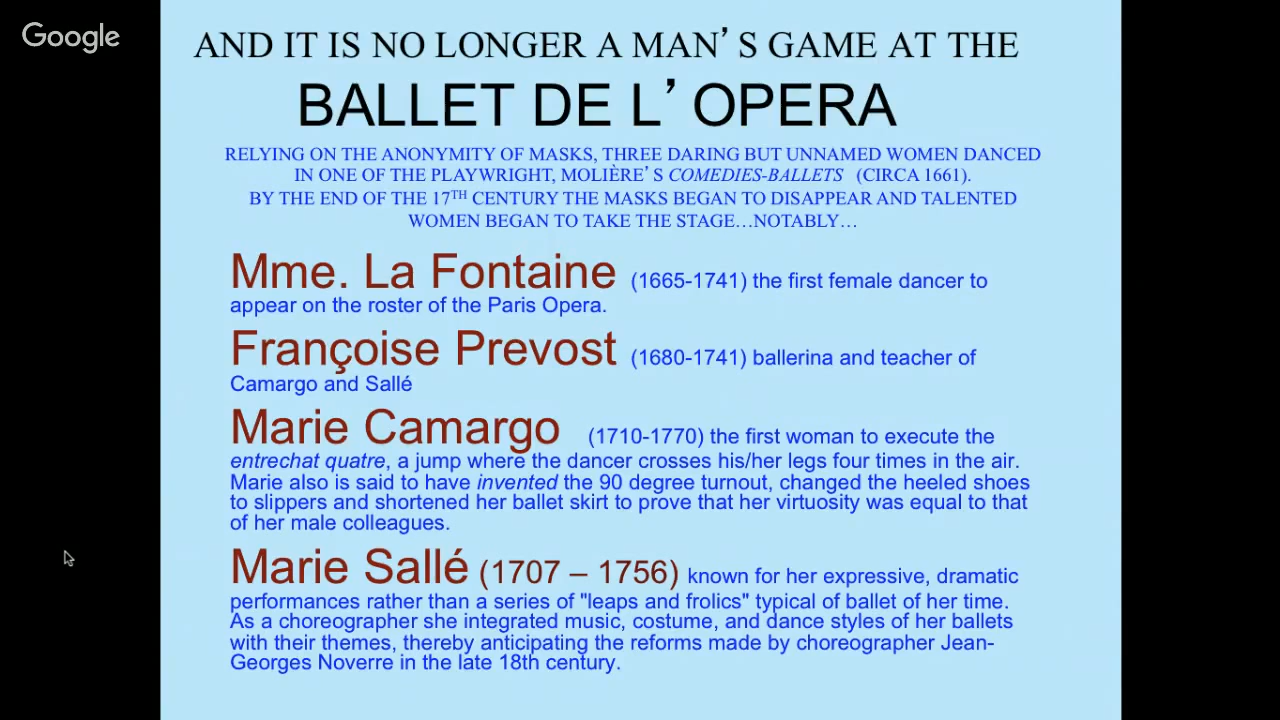 Google
AND IT IS NO LONGER A MAN’S GAME AT THE
BALLET DE L’OPERA
RELYING ON THE ANONYMITY OF MASKS, THREE DARING BUT UNNAMED WOMEN DANCED
IN ONE OF THE PLAYWRIGHT, MOLIÈRE’S COMEDIES-BALLETS (CIRCA 1661).
BY THE END OF THE 17TH CENTURY THE MASKS BEGAN TO DISAPPEAR AND TALENTED
WOMEN BEGAN TO TAKE THE STAGE…NOTABLY…
Mme. La Fontaine (1665-1741) the first female dancer to
appear on the roster of the Paris Opera.
Françoise Prevost (1680-1741) ballerina and teacher of
Camargo and Sallé
Marie Camargo (1710-1770) the first woman to execute the
entrechat quatre, a jump where the dancer crosses his/her legs four times in the air.
Marie also is said to have invented the 90 degree turnout, changed the heeled shoes
to slippers and shortened her ballet skirt to prove that her virtuosity was equal to that
of her male colleagues.
Marie Sallé (1707 – 1756) known for her expressive, dramatic
performances rather than a series of "leaps and frolics" typical of ballet of her time.
As a choreographer she integrated music, costume, and dance styles of her ballets
with their themes, thereby anticipating the reforms made by choreographer Jean-
Georges Noverre in the late 18th century.